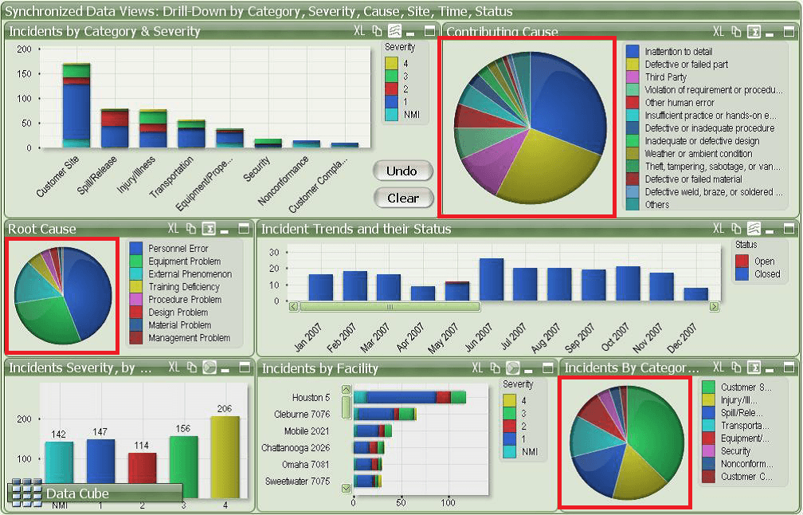 Synchronized Data Views: Drill-Down by Category, Severity, Cause, Site, Time, Status
Incidents by Category & Severity
XL
200
150
100
50
0
Customer Site
Spill/Release
Injury/Illness
Transportation
Equipment/Prope...
Security
Nonconformance
Customer Compla...
Severity
4
3
2
1
NMI
Undo
Clear
Contributing Cause
XL
Inattention to detail
Defective or failed part
Third Party
Violation of requirement or procedu...
Other human error
Insufficient practice or hands-on e...
Defective or inadequate procedure
Inadequate or defective design
Weather or ambient condition
Theft, tampering, sabotage, or van...
Defective or failed material
Defective weld, braze, or soldered ...
Others
Root Cause
XL
Personnel Error
Equipment Problem
External Phenomenon
Training Deficiency
Procedure Problem
Design Problem
Material Problem
Management Problem
Incident Trends and their Status
XL
30
20
10
0
Jan 2007
Feb 2007
Mar 2007
Apr 2007
May 2007
Jun 2007
Jul 2007
Aug 2007
Sep 2007
Oct 2007
Nov 2007
Dec 2007
Status
Open
Closed
Incidents Severity, by ...
XL
200
100
142
147
114
156
206
NMI
1
2
3
4
Data Cube
Incidents by Facility
XL
Houston 5
Cleburne 7076
Mobile 2021
Chattanooga 2026
Omaha 7081
Sweetwater 7075
0
50
100
Severity
4
3
2
1
NMI
Incidents By Categor...
XL
Customer S...
Injury/Ill...
Spill/Rele...
Transporta...
Equipment/...
Security
Nonconform...
Customer C...